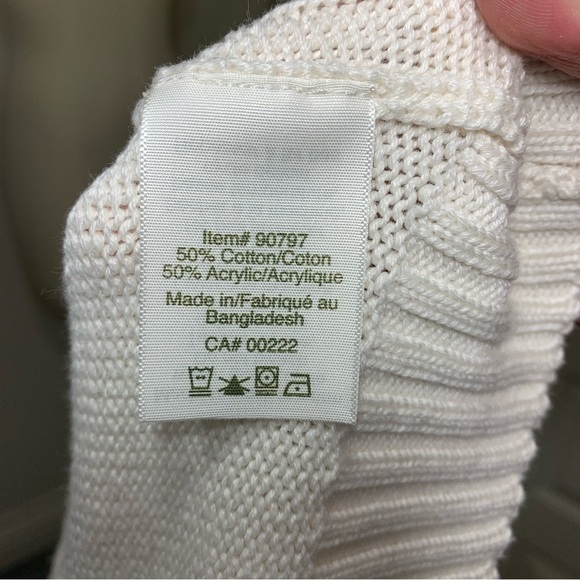 Item# 90797
50% Cotton/Coton
50% Acrylic/Acrylique
Made in/Fabriqué au
Bangladesh
CA# 00222